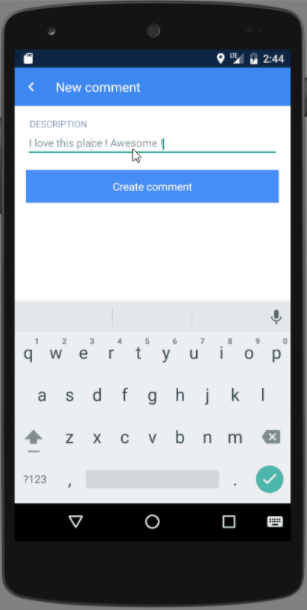 LTE 2:44
New comment
DESCRIPTION
I love this place ! Awesome !
Create comment
1 2 3 4 5 6 7 8 9 0
q w e r t y u i o p
a s d f g h j k l
z x c v b n m
?123 , .